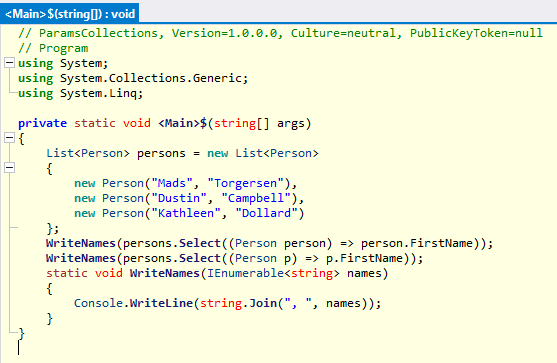 <Main>$(string[]) : void
// ParamsCollections, Version=1.0.0.0, Culture=neutral, PublicKeyToken=null
// Program
using System;
using System.Collections.Generic;
using System.Linq;

private static void <Main>$(string[] args)
{
    List<Person> persons = new List<Person>
    {
        new Person("Mads", "Torgersen"),
        new Person("Dustin", "Campbell"),
        new Person("Kathleen", "Dollard")
    };
    WriteNames(persons.Select((Person person) => person.FirstName));
    WriteNames(persons.Select((Person p) => p.FirstName));
    static void WriteNames(IEnumerable<string> names)
    {
        Console.WriteLine(string.Join(", ", names));
    }
}